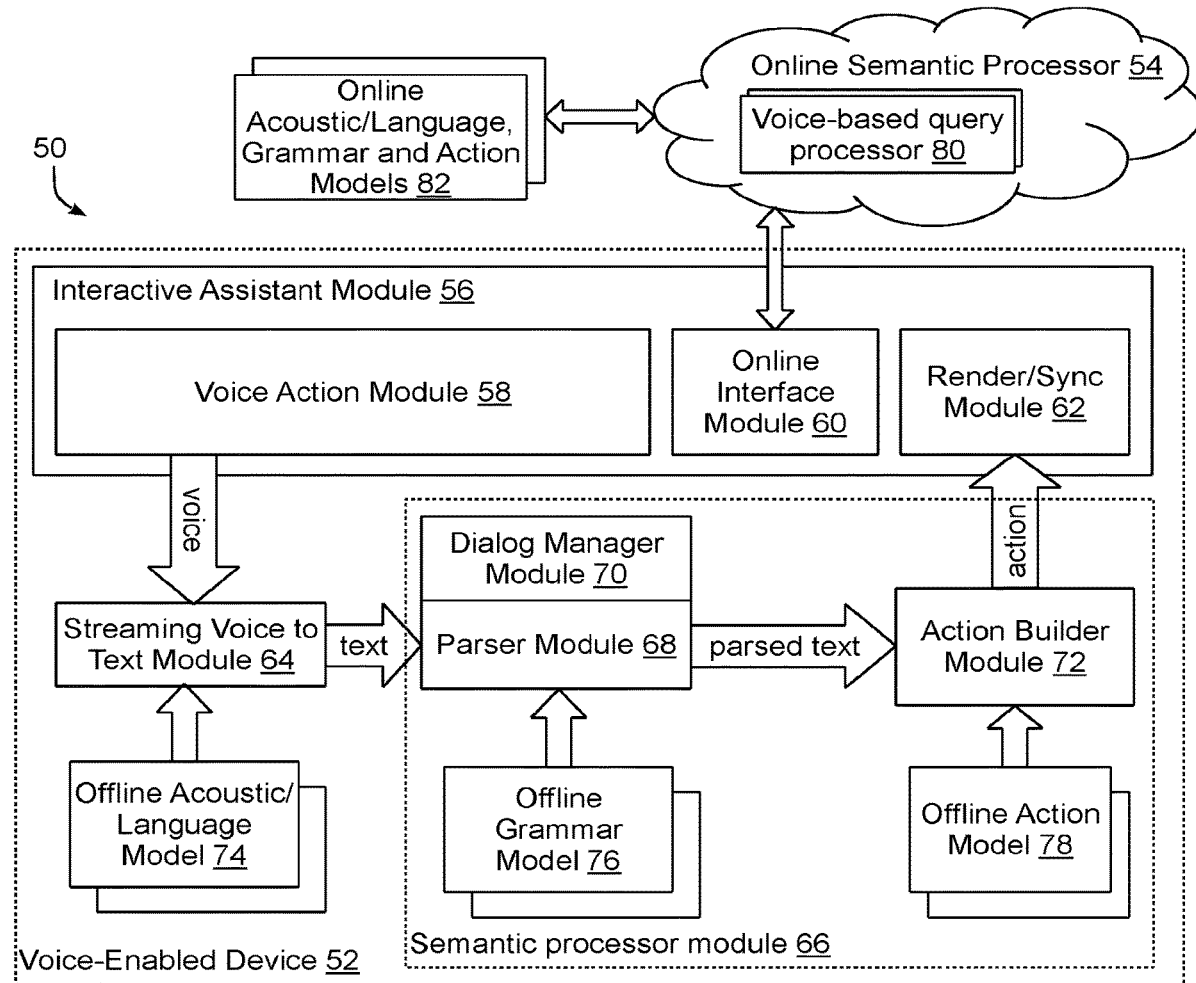 Online Semantic Processor 54
Voice-based query
processor 80
Online
Acoustic/Language,
Grammar and Action
Models 82
50
Interactive Assistant Module 56
Voice Action Module 58
Online
Interface
Module 60
Render/Sync
Module 62
voice
action
Dialog Manager
Module 70
Streaming Voice to
Text Module 64
text
Parser Module 68
parsed text
Action Builder
Module 72
Offline Acoustic/
Language
Model 74
Offline
Grammar
Model 76
Offline Action
Model 78
Semantic processor module 66
Voice-Enabled Device 52